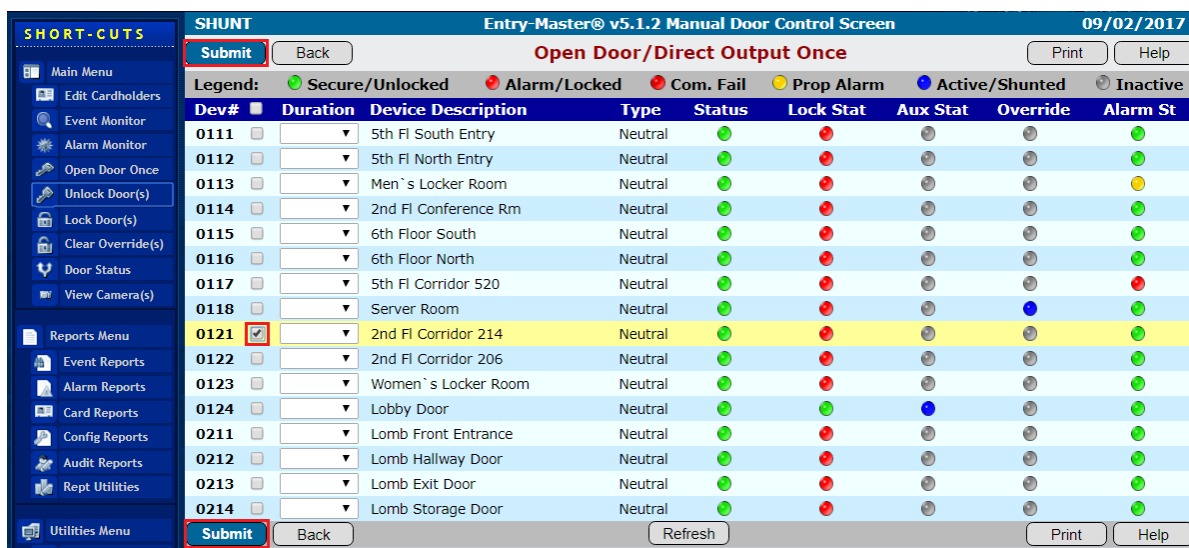 SHORT-CUTS
Main Menu
Edit Cardholders
Event Monitor
Alarm Monitor
Open Door Once
Unlock Door(s)
Lock Door(s)
Clear Override(s)
Door Status
View Camera(s)
Reports Menu
Event Reports
Alarm Reports
Card Reports
Config Reports
Audit Reports
Rept Utilities
Utilities Menu
SHUNT Entry-Master® v5.1.2 Manual Door Control Screen 09/02/2017
Submit Back Open Door/Direct Output Once Print Help
Legend: Secure/Unlocked Alarm/Locked Com. Fail Prop Alarm Active/Shunted Inactive
Dev# Duration Device Description Type Status Lock Stat Aux Stat Override Alarm St
0111 5th Fl South Entry Neutral
0112 5th Fl North Entry Neutral
0113 Men`s Locker Room Neutral
0114 2nd Fl Conference Rm Neutral
0115 6th Floor South Neutral
0116 6th Floor North Neutral
0117 5th Fl Corridor 520 Neutral
0118 Server Room Neutral
0121 2nd Fl Corridor 214 Neutral
0122 2nd Fl Corridor 206 Neutral
0123 Women`s Locker Room Neutral
0124 Lobby Door Neutral
0211 Lomb Front Entrance Neutral
0212 Lomb Hallway Door Neutral
0213 Lomb Exit Door Neutral
0214 Lomb Storage Door Neutral
Submit Back Refresh Print Help